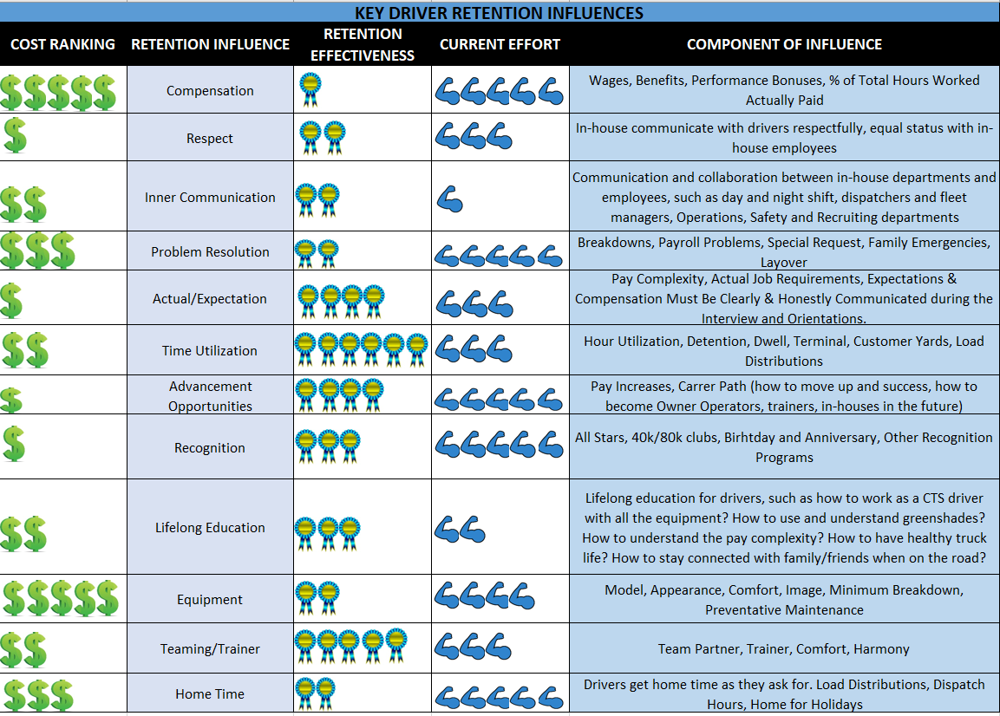 KEY DRIVER RETENTION INFLUENCES
COST RANKING
RETENTION INFLUENCE
RETENTION
EFFECTIVENESS
CURRENT EFFORT
COMPONENT OF INFLUENCE
Compensation
Wages, Benefits, Performance Bonuses, % of Total Hours Worked
Actually Paid
Respect
In-house communicate with drivers respectfully, equal status with in-
house employees
Inner Communication
Communication and collaboration between in-house departments and
employees, such as day and night shift, dispatchers and fleet
managers, Operations, Safety and Recruiting departments
Problem Resolution
Breakdowns, Payroll Problems, Special Request, Family Emergencies,
Layover
Actual/Expectation
Pay Complexity, Actual Job Requirements, Expectations &
Compensation Must Be Clearly & Honestly Communicated during the
Interview and Orientations.
Time Utilization
Hour Utilization, Detention, Dwell, Terminal, Customer Yards, Load
Distributions
Advancement
Opportunities
Pay Increases, Carrer Path (how to move up and success, how to
become Owner Operators, trainers, in-houses in the future)
Recognition
All Stars, 40k/80k clubs, Birhtday and Anniversary, Other Recognition
Programs
Lifelong Education
Lifelong education for drivers, such as how to work as a CTS driver
with all the equipment? How to use and understand greenshades?
How to understand the pay complexity? How to have healthy truck
life? How to stay connected with family/friends when on the road?
Equipment
Model, Appearance, Comfort, Image, Minimum Breakdown,
Preventative Maintenance
Teaming/Trainer
Team Partner, Trainer, Comfort, Harmony
Home Time
Drivers get home time as they ask for. Load Distributions, Dispatch
Hours, Home for Holidays